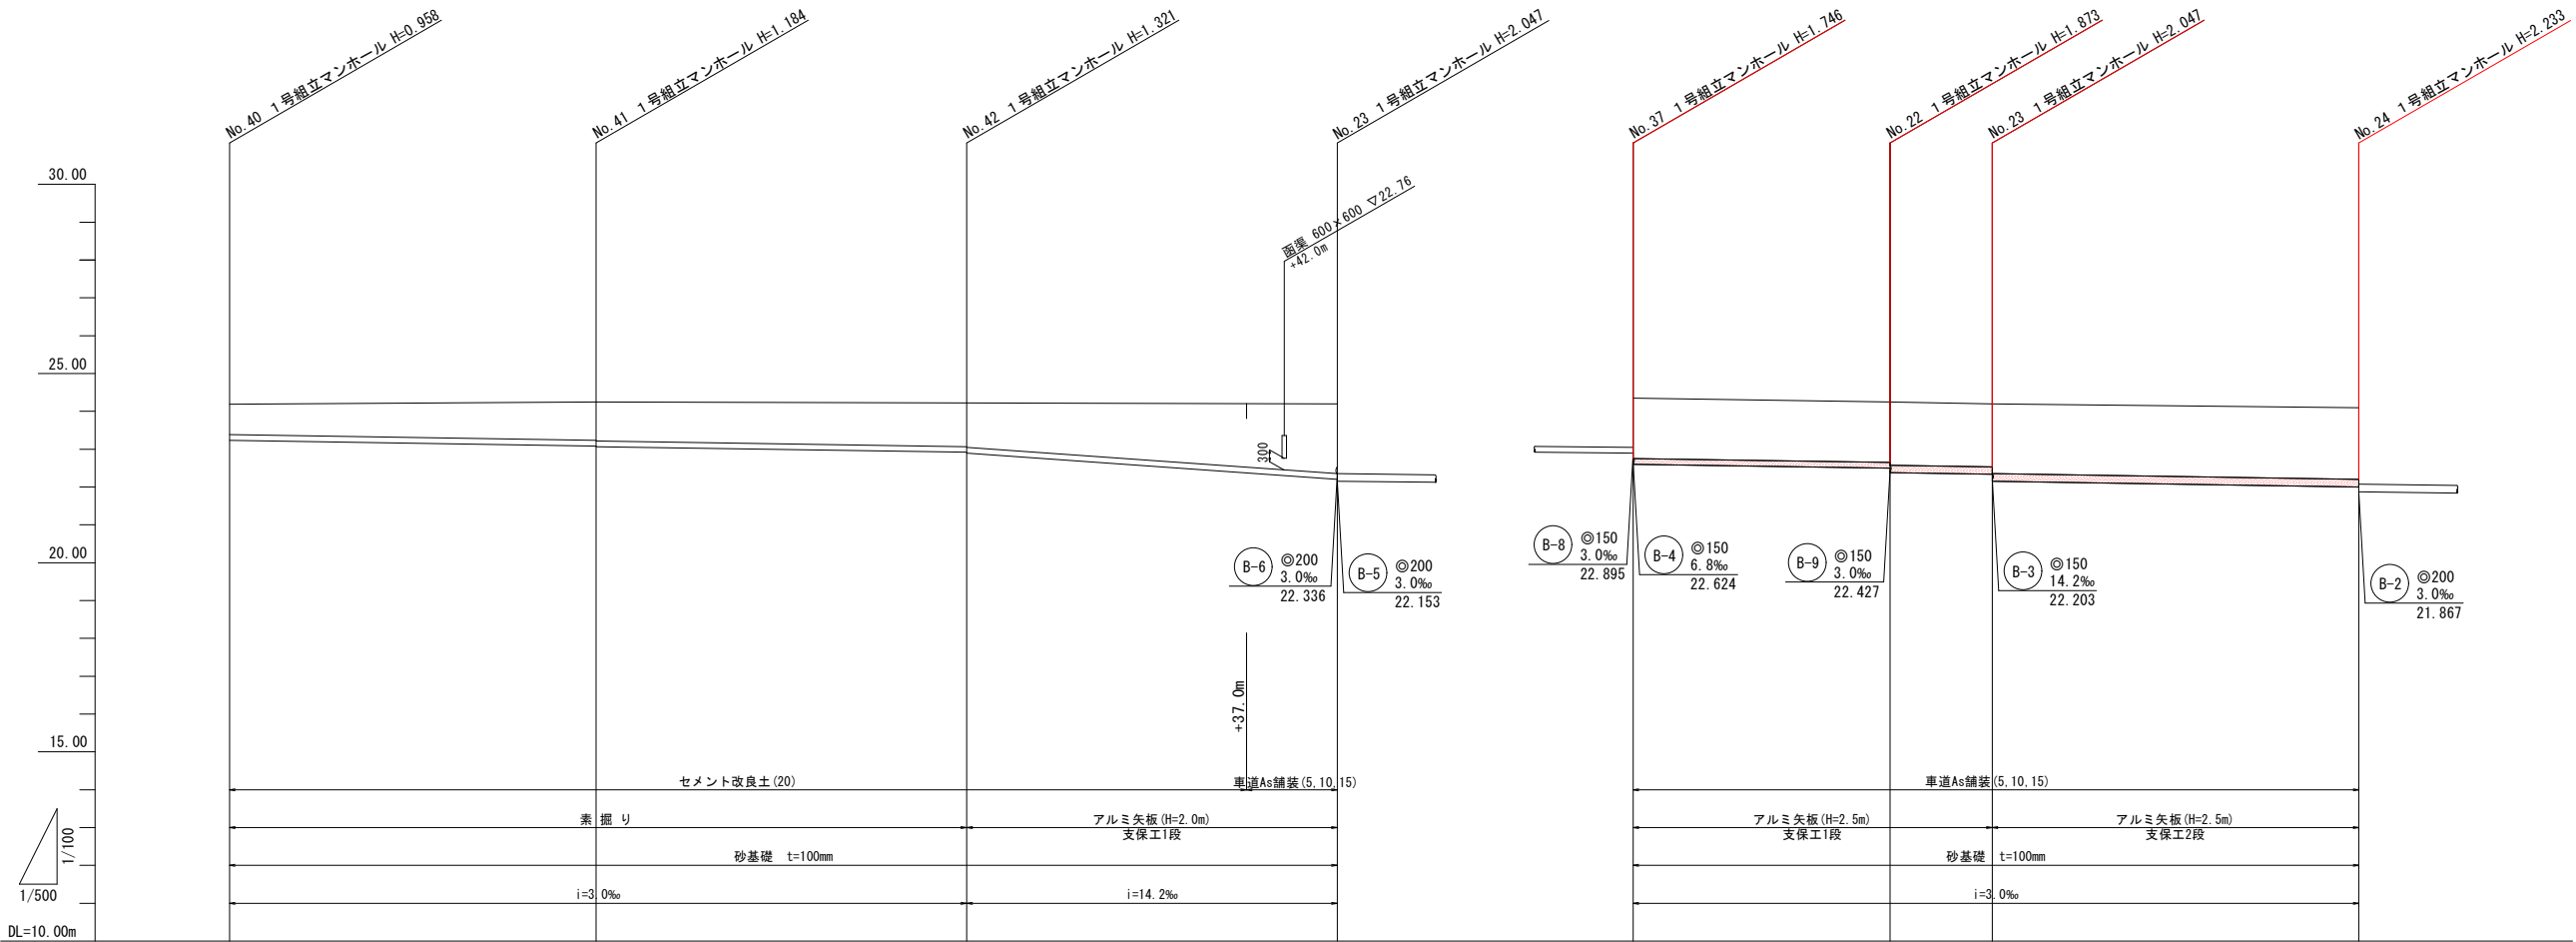 No.40 1号組立マンホール H=0.958
No.41 1号組立マンホール H=1.184
No.42 1号組立マンホール H=1.321
No.23 1号組立マンホール H=2.047
No.37 1号組立マンホール H=1.746
No.22 1号組立マンホール H=1.873
No.23 1号組立マンホール H=2.047
No.24 1号組立マンホール H=2.233
30.00
25.00
20.00
15.00
函渠 600×600 ▽22.76
+42.0m
300
B-6 ◎200
3.0‰
22.336
B-5 ◎200
3.0‰
22.153
B-8 ◎150
3.0‰
22.895
B-4 ◎150
6.8‰
22.624
B-9 ◎150
3.0‰
22.427
B-3 ◎150
14.2‰
22.203
B-2 ◎200
3.0‰
21.867
+37.0m
セメント改良土(20)
車道As舗装(5,10,15)
車道As舗装(5,10,15)
素掘り
アルミ矢板(H=2.0m)
支保工1段
アルミ矢板(H=2.5m)
支保工1段
アルミ矢板(H=2.5m)
支保工2段
砂基礎 t=100mm
砂基礎 t=100mm
i=3.0‰
i=14.2‰
i=3.0‰
1/100
1/500
DL=10.00m